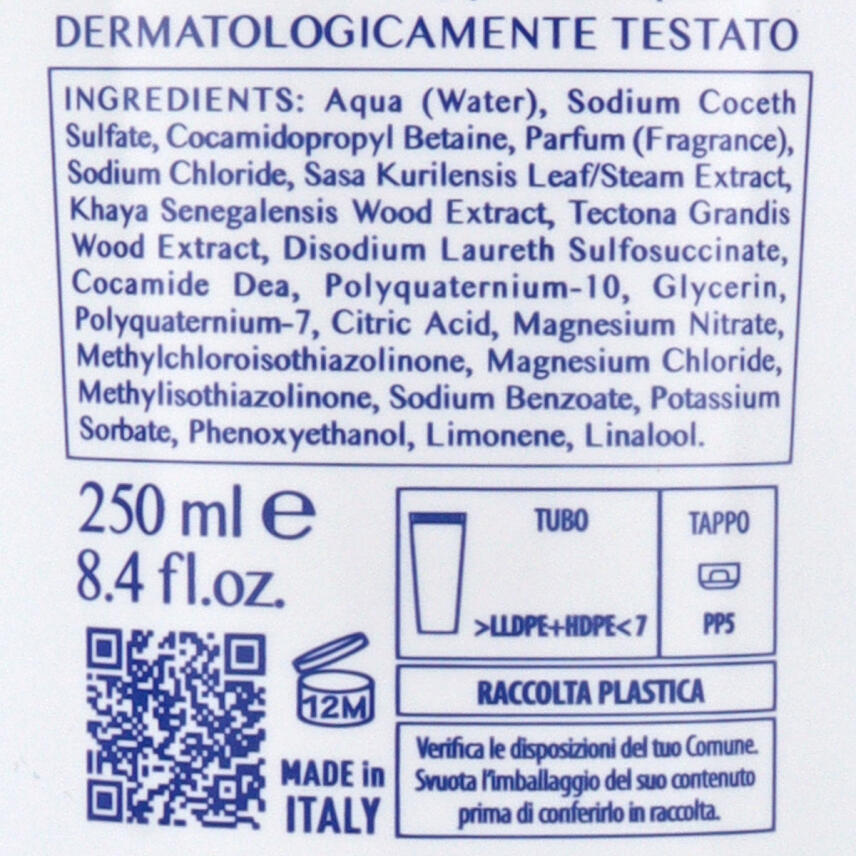 DERMATOLOGICAMENTE TESTATO
INGREDIENTS: Aqua (Water), Sodium Coceth
Sulfate, Cocamidopropyl Betaine, Parfum (Fragrance),
Sodium Chloride, Sasa Kurilensis Leaf/Steam Extract,
Khaya Senegalensis Wood Extract, Tectona Grandis
Wood Extract, Disodium Laureth Sulfosuccinate,
Cocamide Dea, Polyquaternium-10, Glycerin,
Polyquaternium-7, Citric Acid, Magnesium Nitrate,
Methylchloroisothiazolinone, Magnesium Chloride,
Methylisothiazolinone, Sodium Benzoate, Potassium
Sorbate, Phenoxyethanol, Limonene, Linalool.
250 ml e
8.4 fl.oz.
12M
MADE in
ITALY
TUBO
>LLDPE+HDPE<7
TAPPO
PP5
RACCOLTA PLASTICA
Verifica le disposizioni del tuo Comune.
Svuota l'imballaggio del suo contenuto
prima di conferirlo in raccolta.